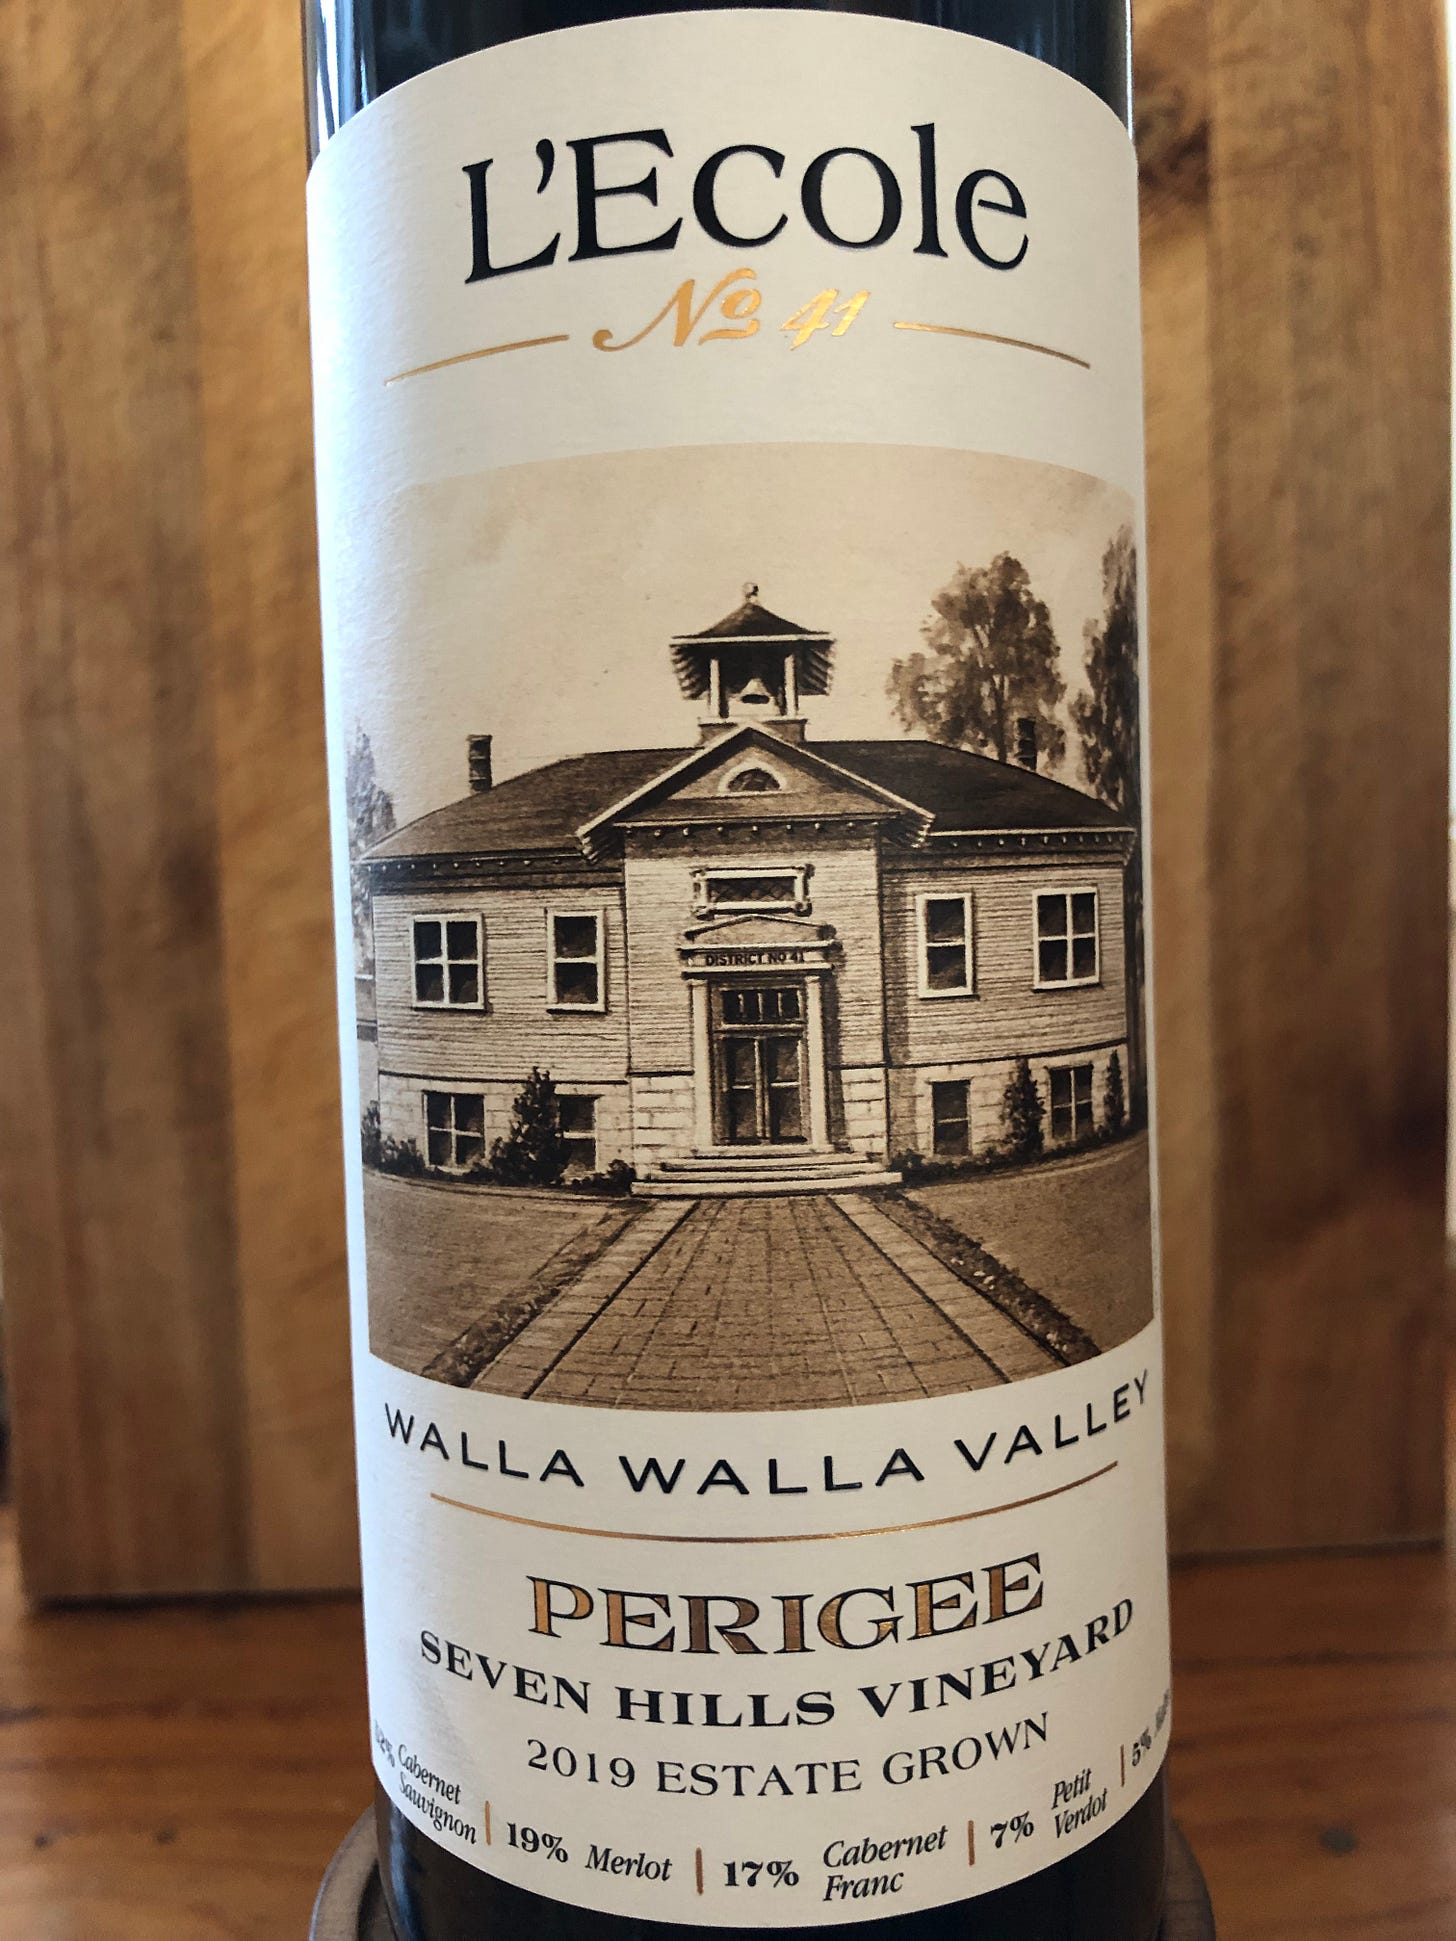 L'Ecole
No 41
DISTRICT NO 41
WALLA WALLA VALLEY
PERIGEE
SEVEN HILLS VINEYARD
2019 ESTATE GROWN
Cabernet Sauvignon | 19% Merlot | 17% Cabernet Franc | 7% Petit Verdot | 5%